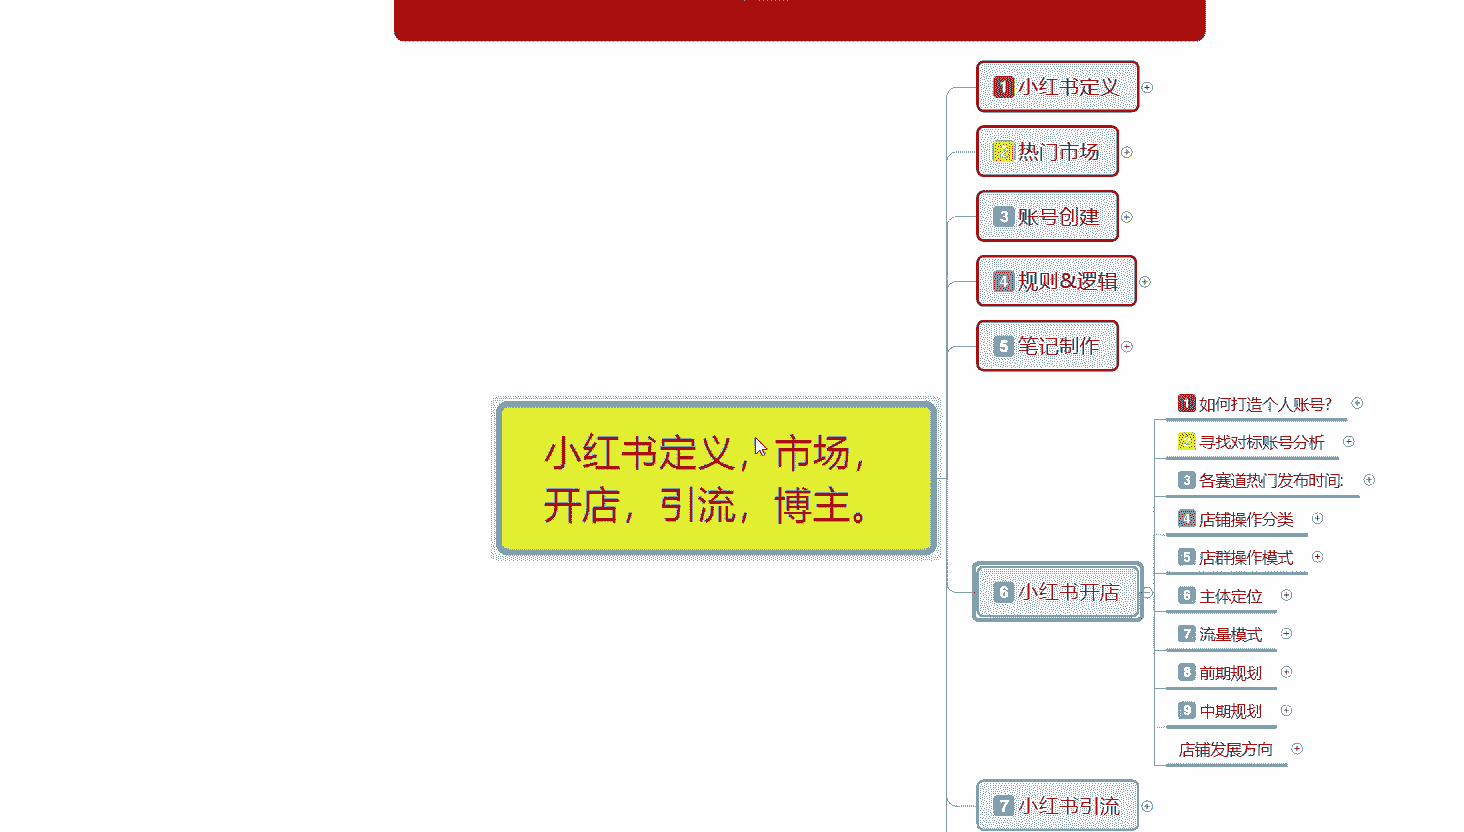 1 小红书定义
2 热门市场
3 账号创建
4 规则&逻辑
5 笔记制作
小红书定义，市场，
开店，引流，博主。
6 小红书开店
1 如何打造个人账号?
2 寻找对标账号分析
3 各赛道热门发布时间:
4 店铺操作分类
5 店群操作模式
6 主体定位
7 流量模式
8 前期规划
9 中期规划
店铺发展方向
7 小红书引流